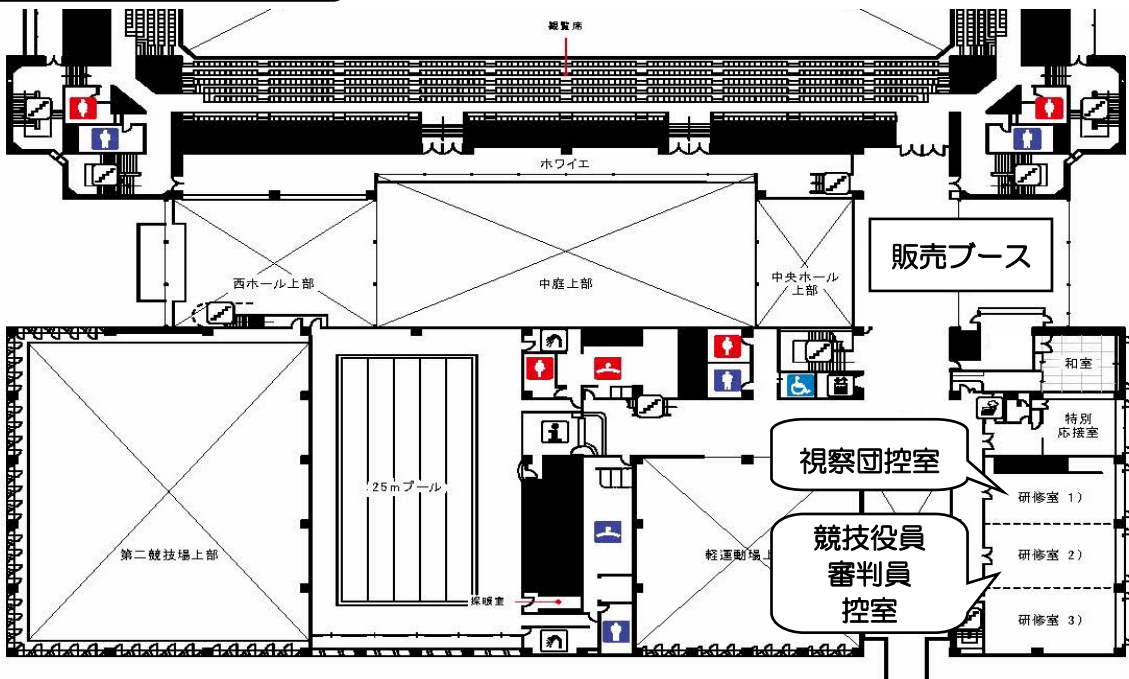 観覧席
ホワイエ
販売ブース
西ホール上部
中庭上部
中央ホール
上部
和室
特別
応接室
視察団控室
25mプール
研修室 1)
第二競技場上部
軽運動場上
競技役員
審判員
控室
研修室 2)
採暖室
研修室 3)